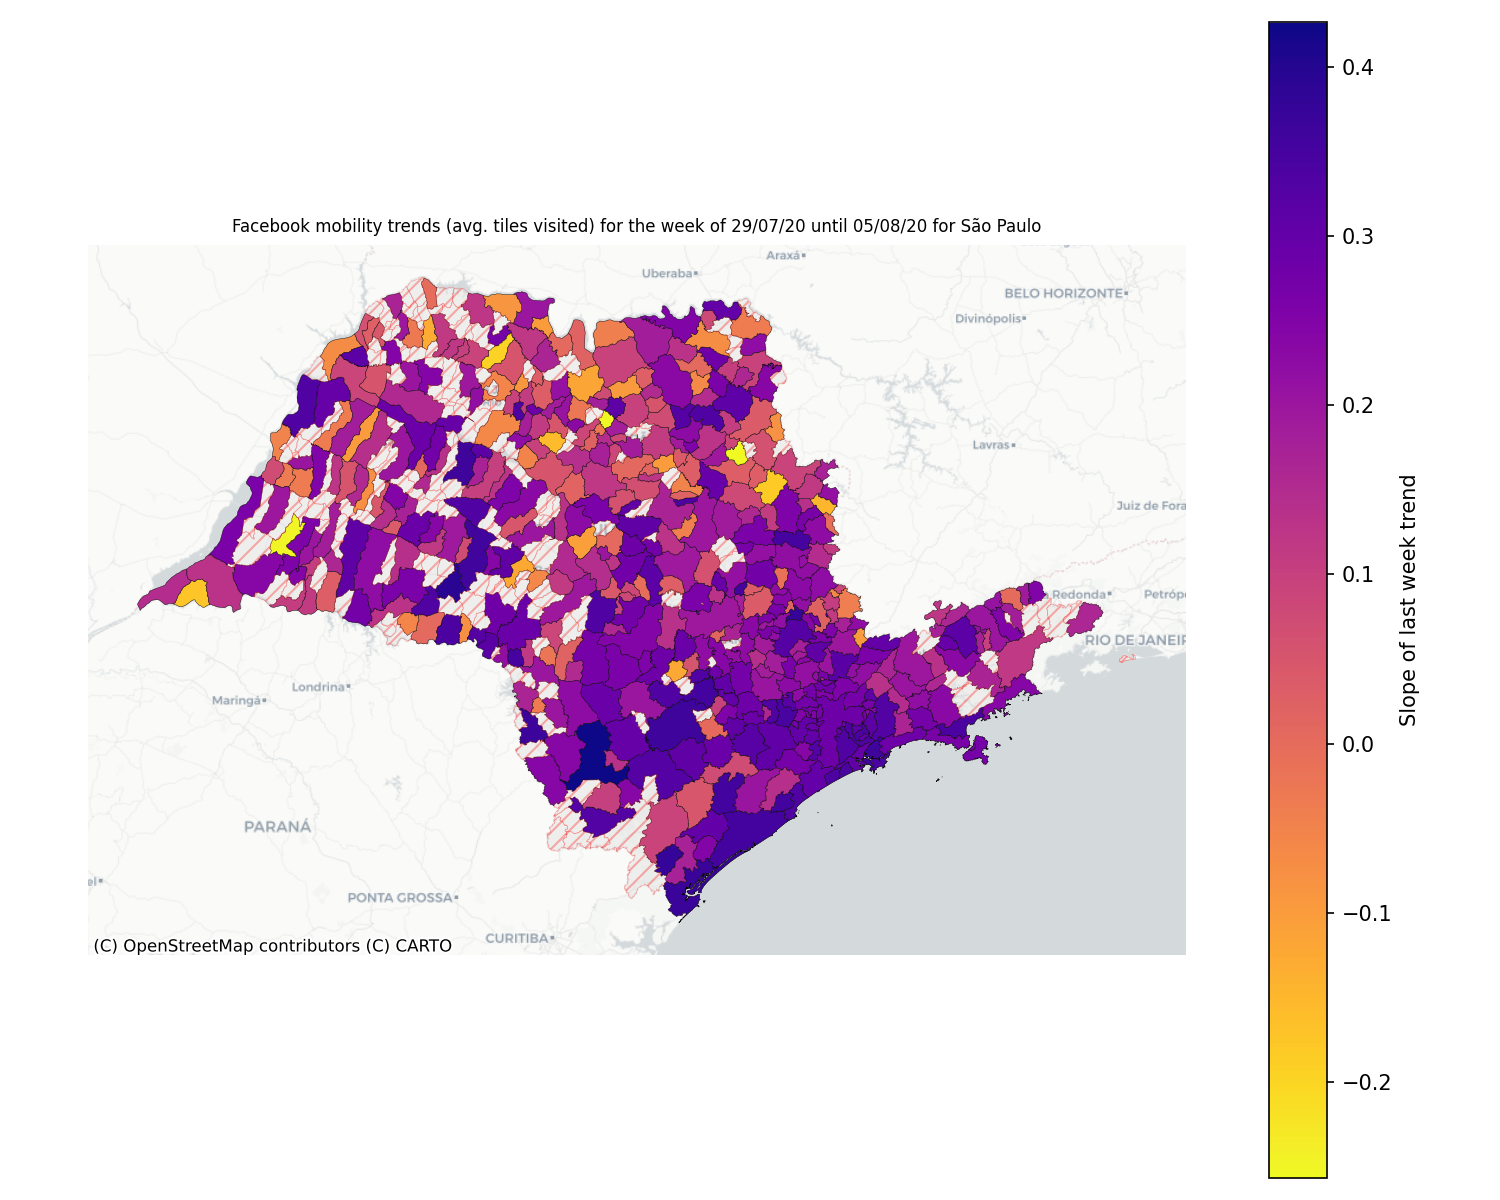 Facebook mobility trends (avg. tiles visited) for the week of 29/07/20 until 05/08/20 for São Paulo
Araxá
Uberaba
BELO HORIZONTE
Divinópolis
Lavras
Juiz de Fora
Redonda
Petróp
RIO DE JANEIR
Londrina
Maringá
PARANÁ
el
PONTA GROSSA
CURITIBA
(C) OpenStreetMap contributors (C) CARTO
0.4
0.3
0.2
0.1
0.0
−0.1
−0.2
Slope of last week trend